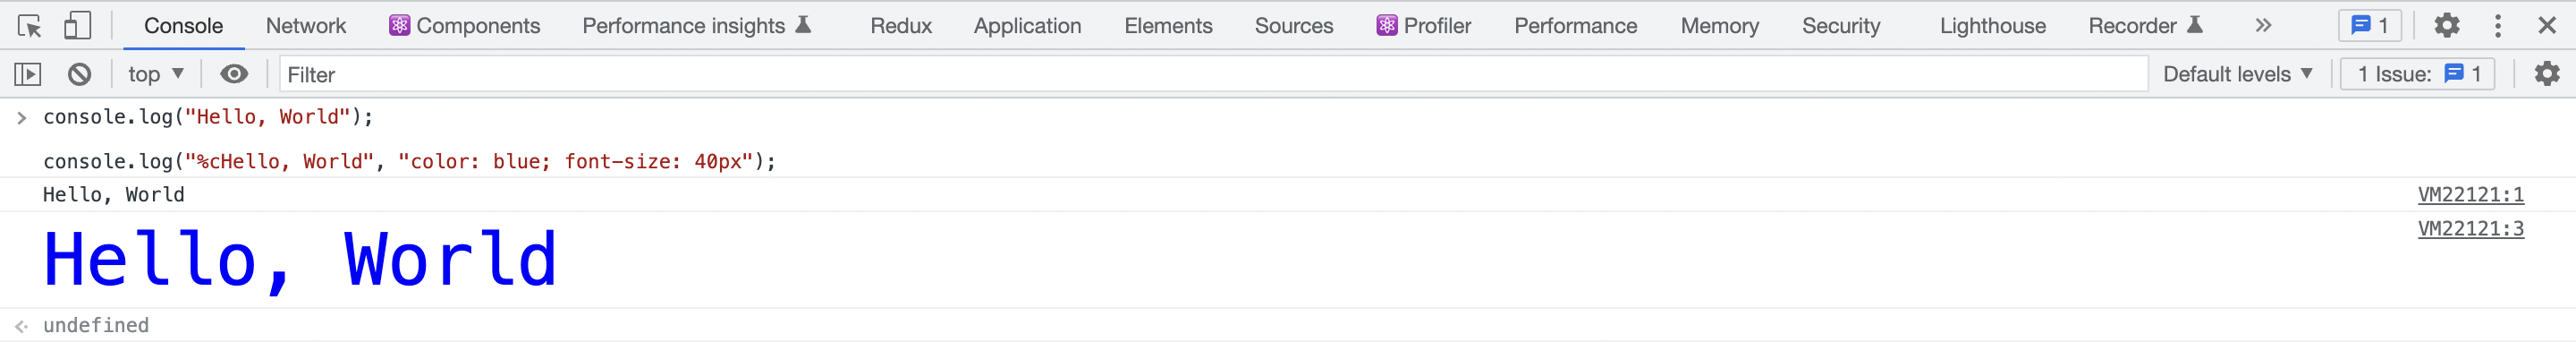 Console Network Components Performance insights Redux Application Elements Sources Profiler Performance Memory Security Lighthouse Recorder » 1
top Filter Default levels 1 Issue: 1
console.log("Hello, World");
console.log("%cHello, World", "color: blue; font-size: 40px");
Hello, World VM22121:1
Hello, World VM22121:3
undefined